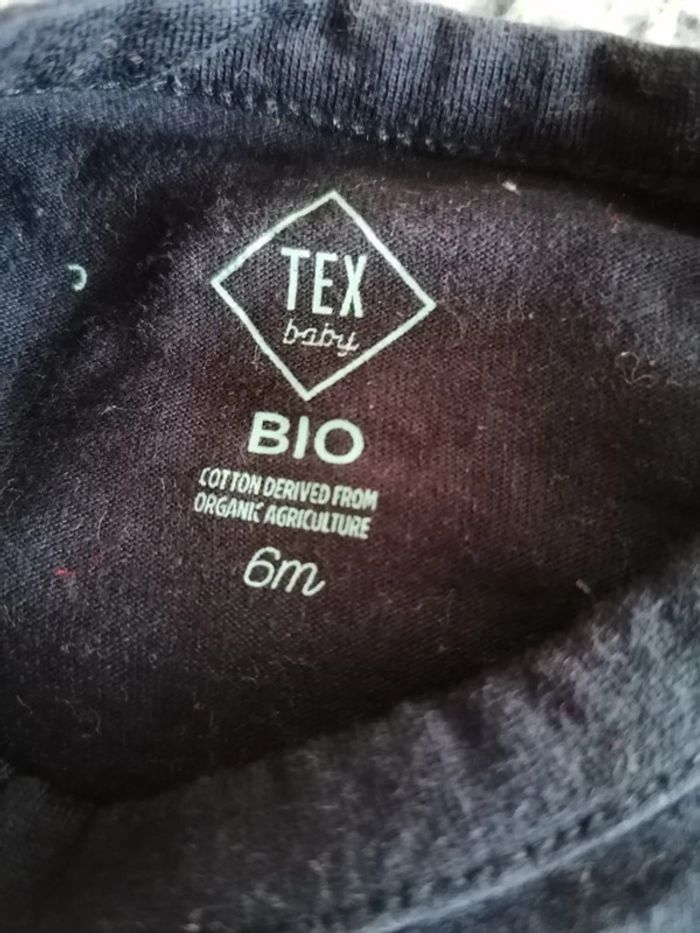 TEX
baby
BIO
COTTON DERIVED FROM
ORGANIC AGRICULTURE
6m